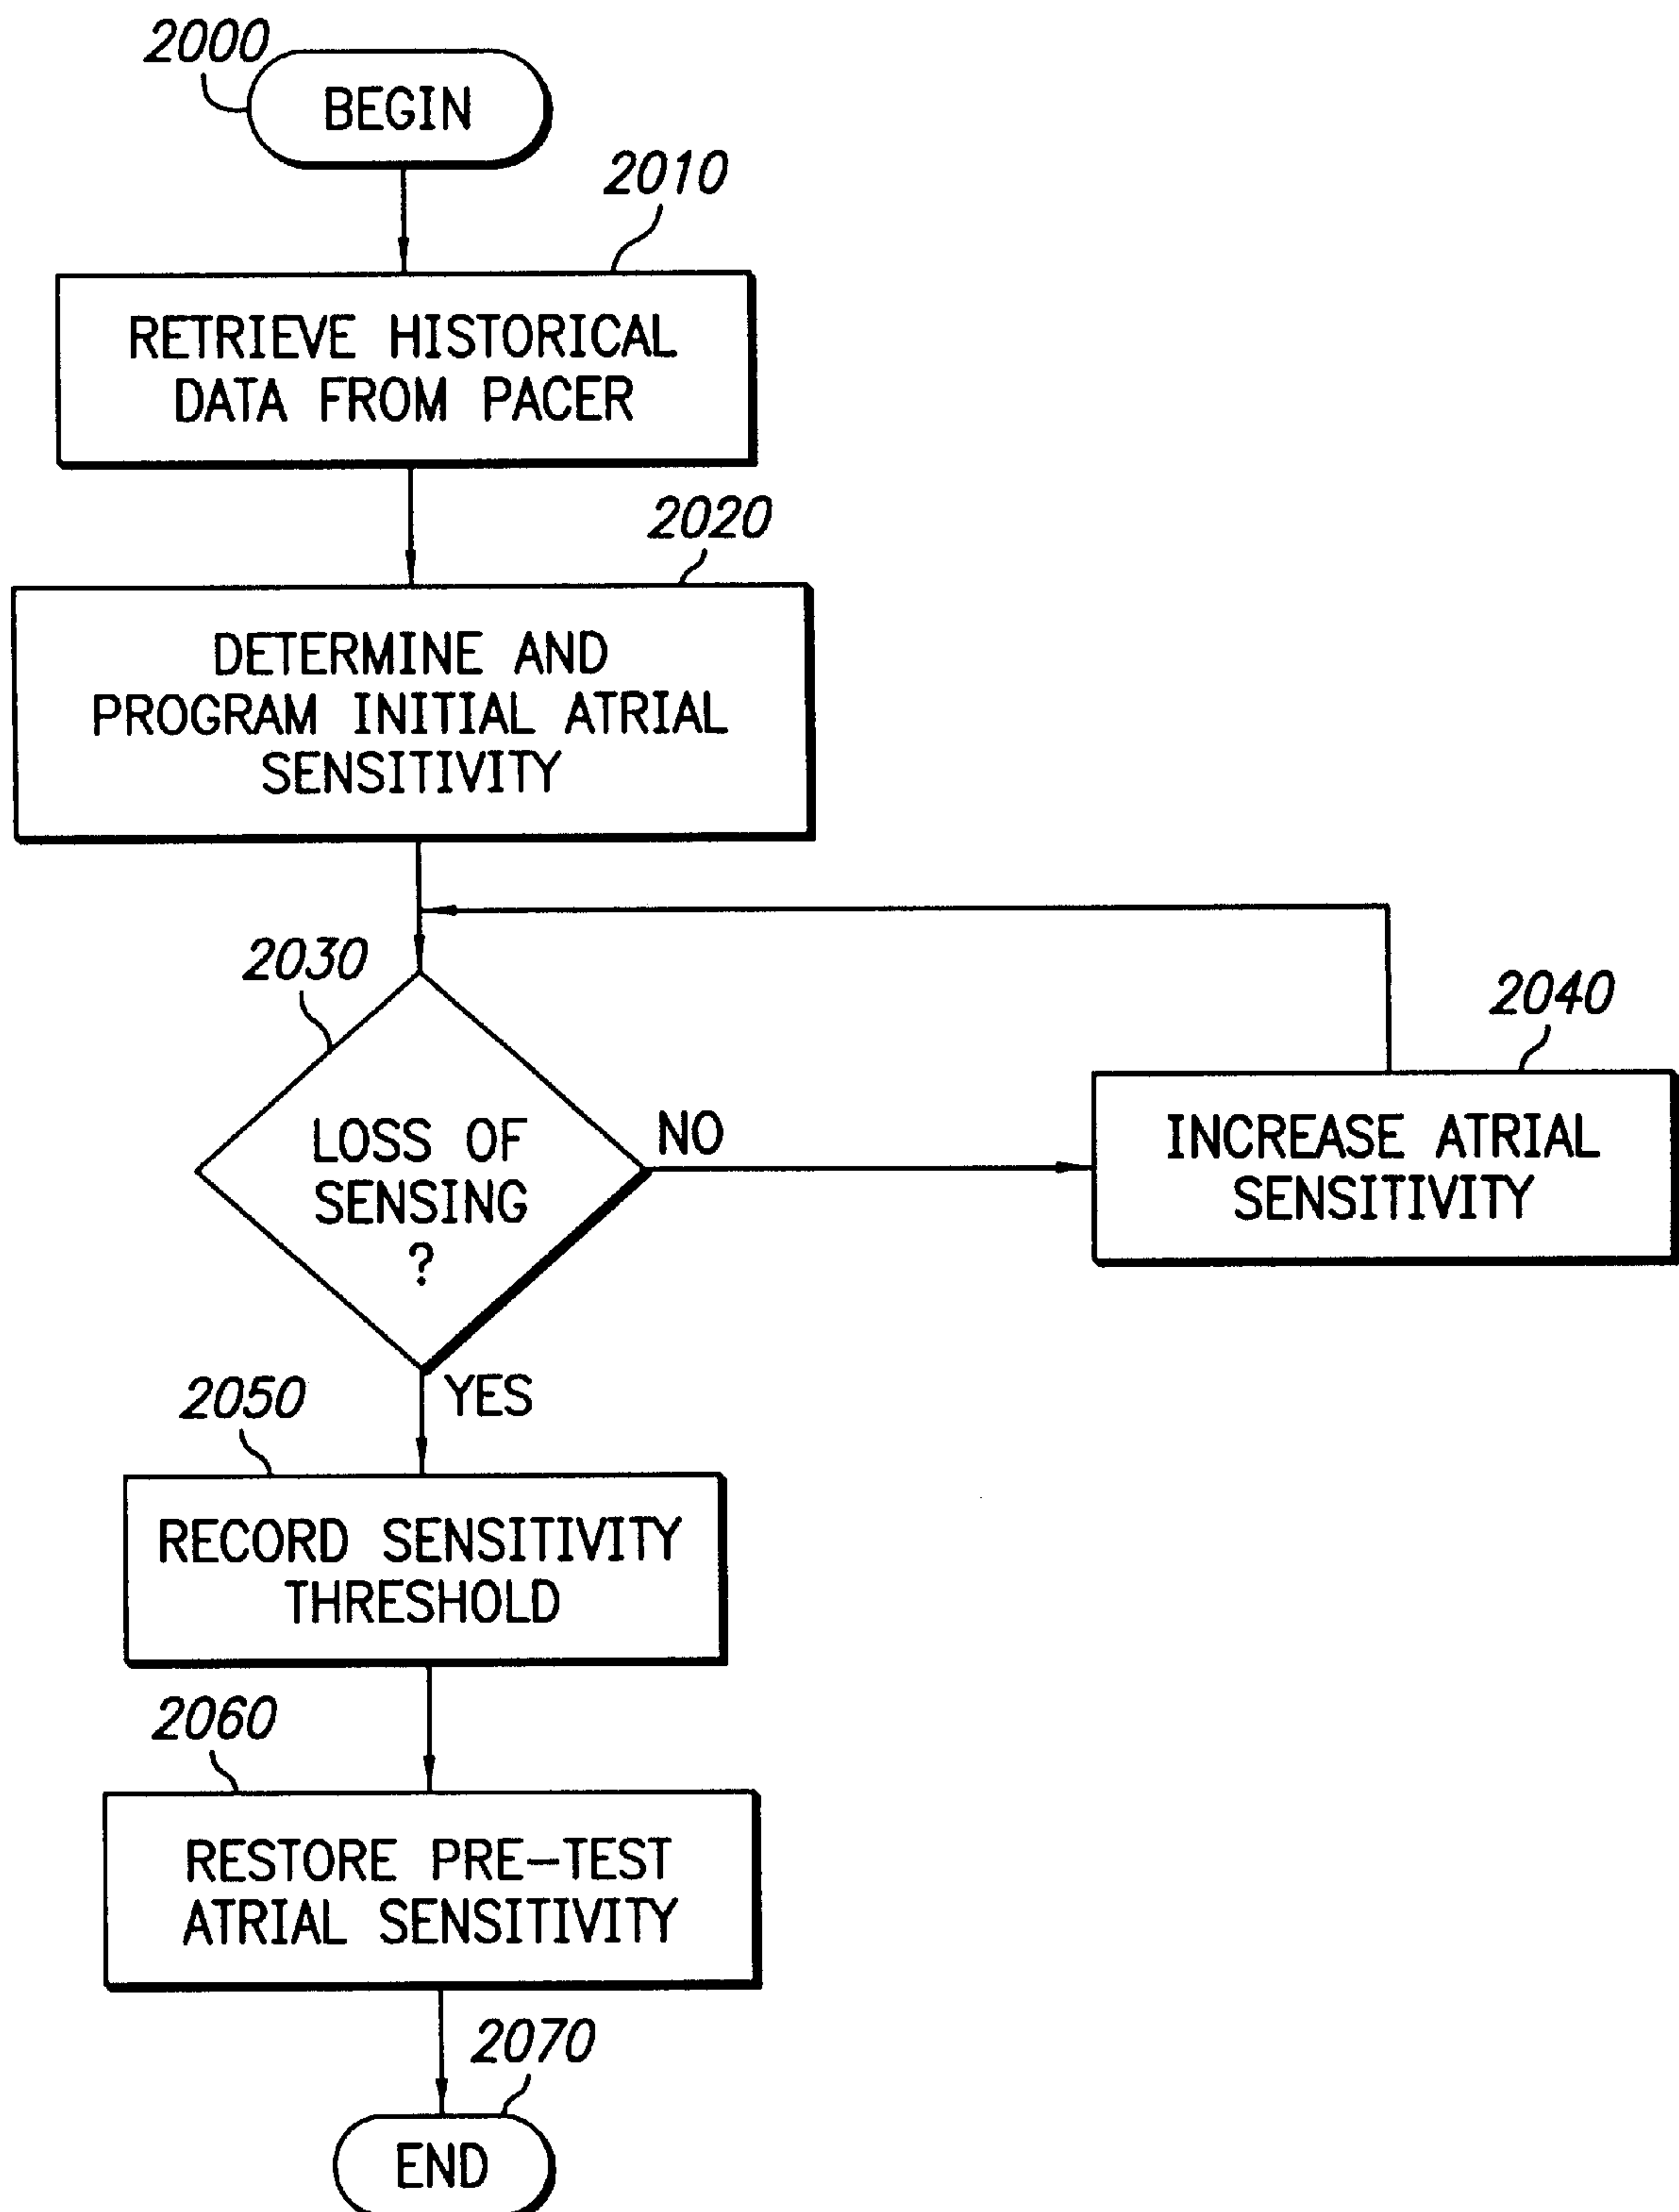 2000
BEGIN
2010
RETRIEVE HISTORICAL
DATA FROM PACER
2020
DETERMINE AND
PROGRAM INITIAL ATRIAL
SENSITIVITY
2030
LOSS OF
SENSING
?
NO
2040
INCREASE ATRIAL
SENSITIVITY
YES
2050
RECORD SENSITIVITY
THRESHOLD
2060
RESTORE PRE-TEST
ATRIAL SENSITIVITY
2070
END